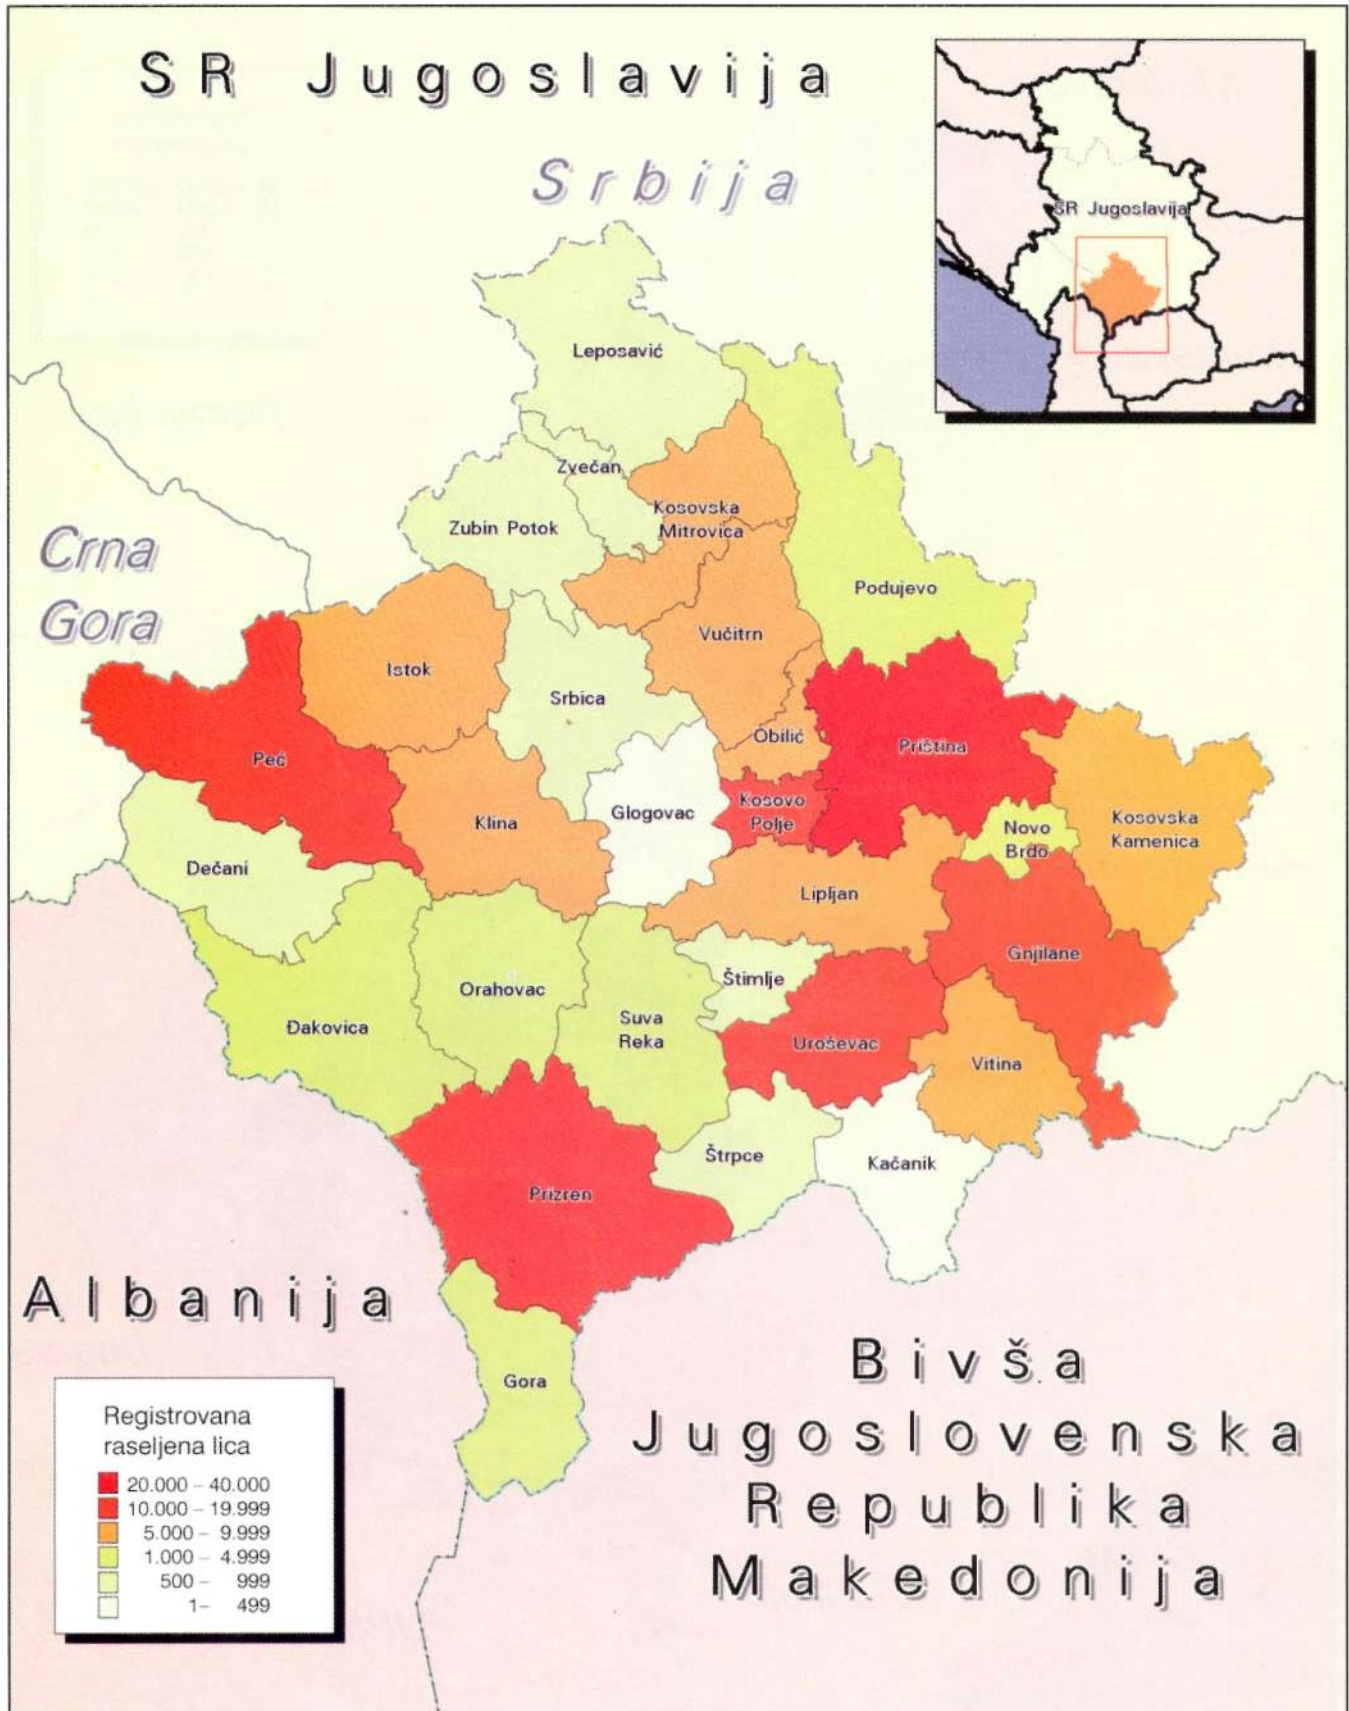 SR Jugoslavija
Srbija
SR Jugoslavija
Leposavić
Zvečan
Kosovska
Mitrovica
Zubin Potok
Crna
Gora
Podujevo
Vučitrn
Istok
Srbica
Obilić
Priština
Peć
Kosovo
Polje
Glogovac
Klina
Novo
Brdo
Kosovska
Kamenica
Dečani
Lipljan
Gnjilane
Štimlje
Orahovac
Suva
Reka
Đakovica
Uroševac
Vitina
Štrpce
Kačanik
Prizren
Albanija
Gora
Bivša
Jugoslovenska
Republika
Makedonija
Registrovana
raseljena lica
20.000 – 40.000
10.000 – 19.999
5.000 – 9.999
1.000 – 4.999
500 – 999
1– 499